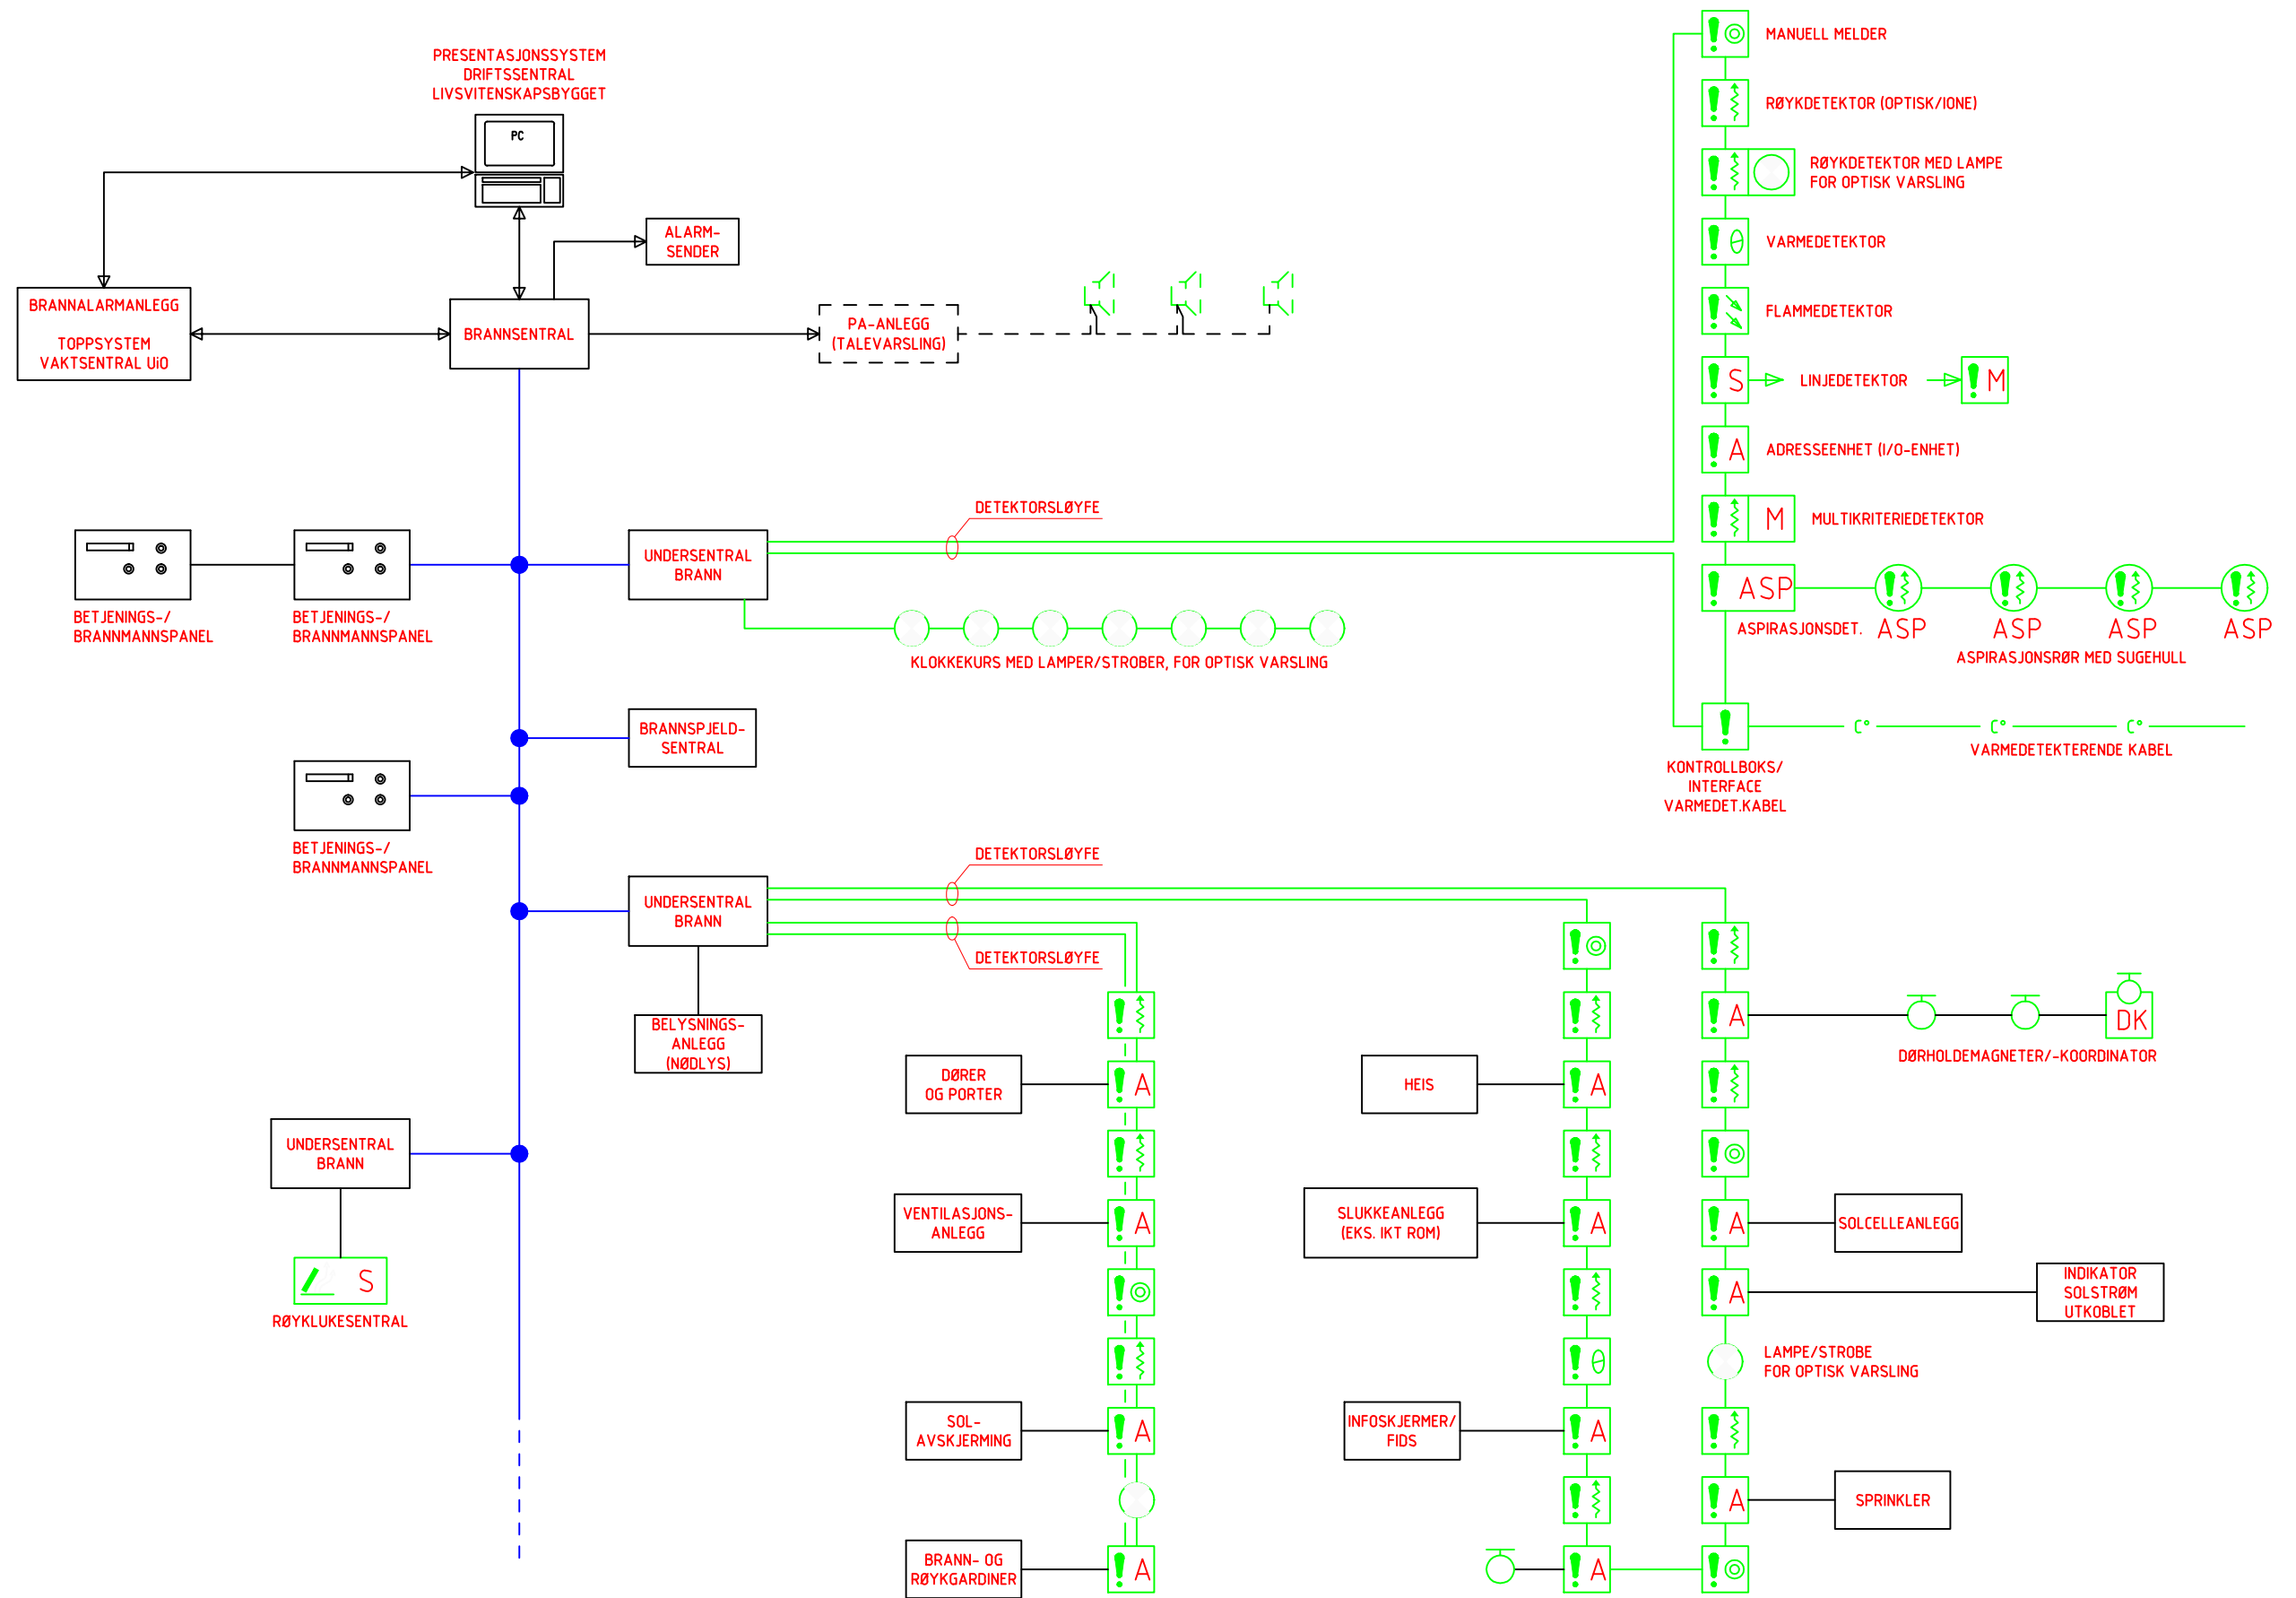 PRESENTASJONSSYSTEM
DRIFTSSENTRAL
LIVSVITENSKAPSBYGGET
PC
ALARM-
SENDER
BRANNALARMANLEGG
TOPPSYSTEM
VAKTSENTRAL UiO
BRANNSENTRAL
PA-ANLEGG
(TALEVARSLING)
MANUELL MELDER
RØYKDETEKTOR (OPTISK/IONE)
RØYKDETEKTOR MED LAMPE
FOR OPTISK VARSLING
VARMEDETEKTOR
FLAMMEDETEKTOR
S
LINJEDETEKTOR
M
A
ADRESSEENHET (I/O-ENHET)
M
MULTIKRITERIEDETEKTOR
ASP
ASPIRASJONSDET.
ASP
ASP
ASP
ASP
ASPIRASJONSRØR MED SUGEHULL
C°
C°
C°
VARMEDETEKTERENDE KABEL
KONTROLLBOKS/
INTERFACE
VARMEDET.KABEL
DETEKTORSLØYFE
UNDERSENTRAL
BRANN
BETJENINGS-/
BRANNMANNSPANEL
BETJENINGS-/
BRANNMANNSPANEL
KLOKKEKURS MED LAMPER/STROBER, FOR OPTISK VARSLING
BRANNSPJELD-
SENTRAL
BETJENINGS-/
BRANNMANNSPANEL
DETEKTORSLØYFE
UNDERSENTRAL
BRANN
DETEKTORSLØYFE
BELYSNINGS-
ANLEGG
(NØDLYS)
UNDERSENTRAL
BRANN
S
RØYKLUKESENTRAL
DØRER
OG PORTER
A
VENTILASJONS-
ANLEGG
A
SOL-
AVSKJERMING
A
BRANN- OG
RØYKGARDINER
A
HEIS
A
SLUKKEANLEGG
(EKS. IKT ROM)
A
INFOSKJERMER/
FIDS
A
A
A
DK
DØRHOLDEMAGNETER/-KOORDINATOR
A
SOLCELLEANLEGG
A
INDIKATOR
SOLSTRØM
UTKOBLET
LAMPE/STROBE
FOR OPTISK VARSLING
A
SPRINKLER